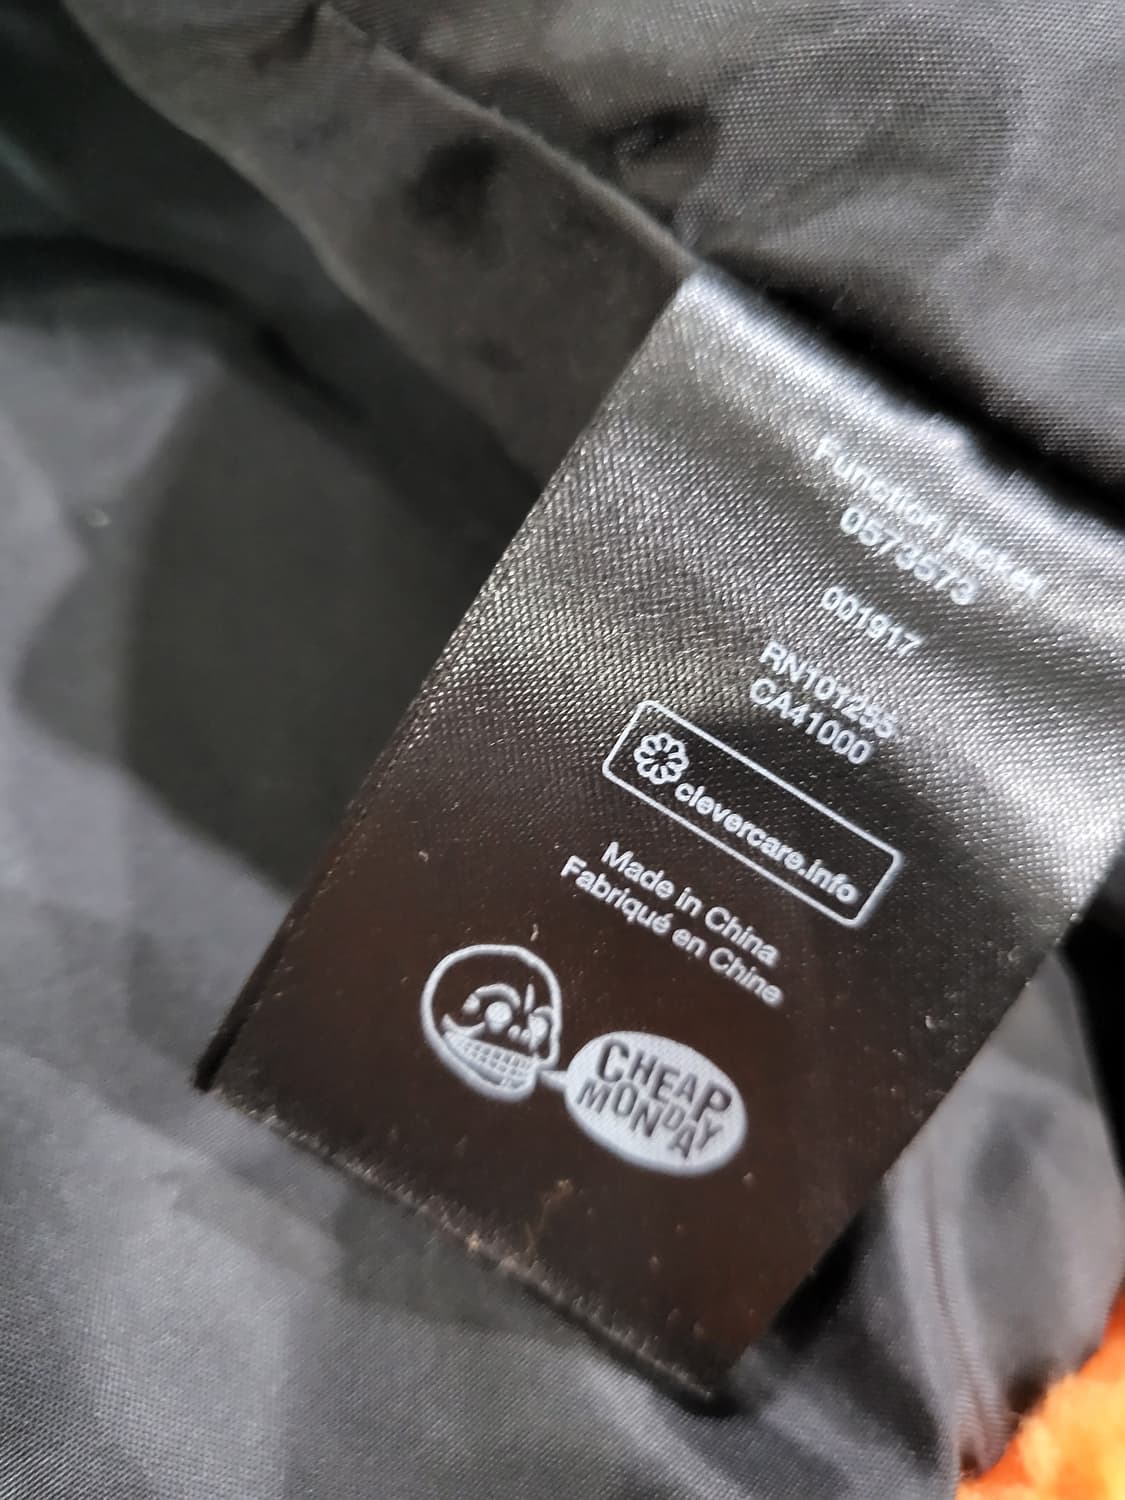 Function jacket
0573573
001917
RN101255
CA41000
clevercare.info
Made in China
Fabriqué en Chine
CHEAP
MONDAY